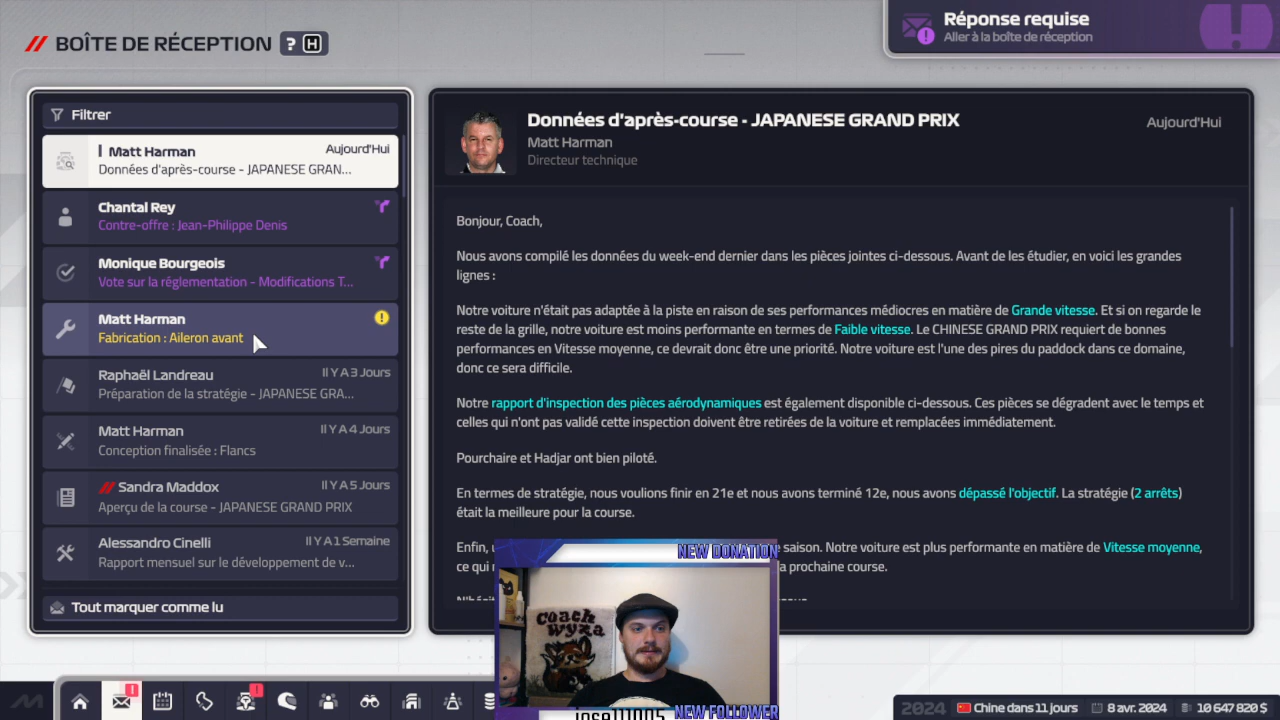 BOÎTE DE RÉCEPTION ? H
Réponse requise
Aller à la boîte de réception
Filtrer
Matt Harman
Aujourd'Hui
Données d'après-course - JAPANESE GRAN...
Chantal Rey
Contre-offre : Jean-Philippe Denis
Monique Bourgeois
Vote sur la réglementation - Modifications T...
Matt Harman
Fabrication : Aileron avant
Raphaël Landreau
IL Y A 3 Jours
Préparation de la stratégie - JAPANESE GRA...
Matt Harman
IL Y A 4 Jours
Conception finalisée : Flancs
Sandra Maddox
IL Y A 5 Jours
Aperçu de la course - JAPANESE GRAND PRIX
Alessandro Cinelli
IL Y A 1 Semaine
Rapport mensuel sur le développement de v...
Tout marquer comme lu
Données d'après-course - JAPANESE GRAND PRIX
Aujourd'Hui
Matt Harman
Directeur technique
Bonjour, Coach,
Nous avons compilé les données du week-end dernier dans les pièces jointes ci-dessous. Avant de les étudier, en voici les grandes
lignes :
Notre voiture n'était pas adaptée à la piste en raison de ses performances médiocres en matière de Grande vitesse. Et si on regarde le
reste de la grille, notre voiture est moins performante en termes de Faible vitesse. Le CHINESE GRAND PRIX requiert de bonnes
performances en Vitesse moyenne, ce devrait donc être une priorité. Notre voiture est l'une des pires du paddock dans ce domaine,
donc ce sera difficile.
Notre rapport d'inspection des pièces aérodynamiques est également disponible ci-dessous. Ces pièces se dégradent avec le temps et
celles qui n'ont pas validé cette inspection doivent être retirées de la voiture et remplacées immédiatement.
Pourchaire et Hadjar ont bien piloté.
En termes de stratégie, nous voulions finir en 21e et nous avons terminé 12e, nous avons dépassé l'objectif. La stratégie (2 arrêts)
était la meilleure pour la course.
Enfin, saison. Notre voiture est plus performante en matière de Vitesse moyenne,
ce qui la prochaine course.
NEW DONATION
coach
wyza
NEW FOLLOWER
2024 Chine dans 11 jours 8 avr. 2024 10 647 820 $